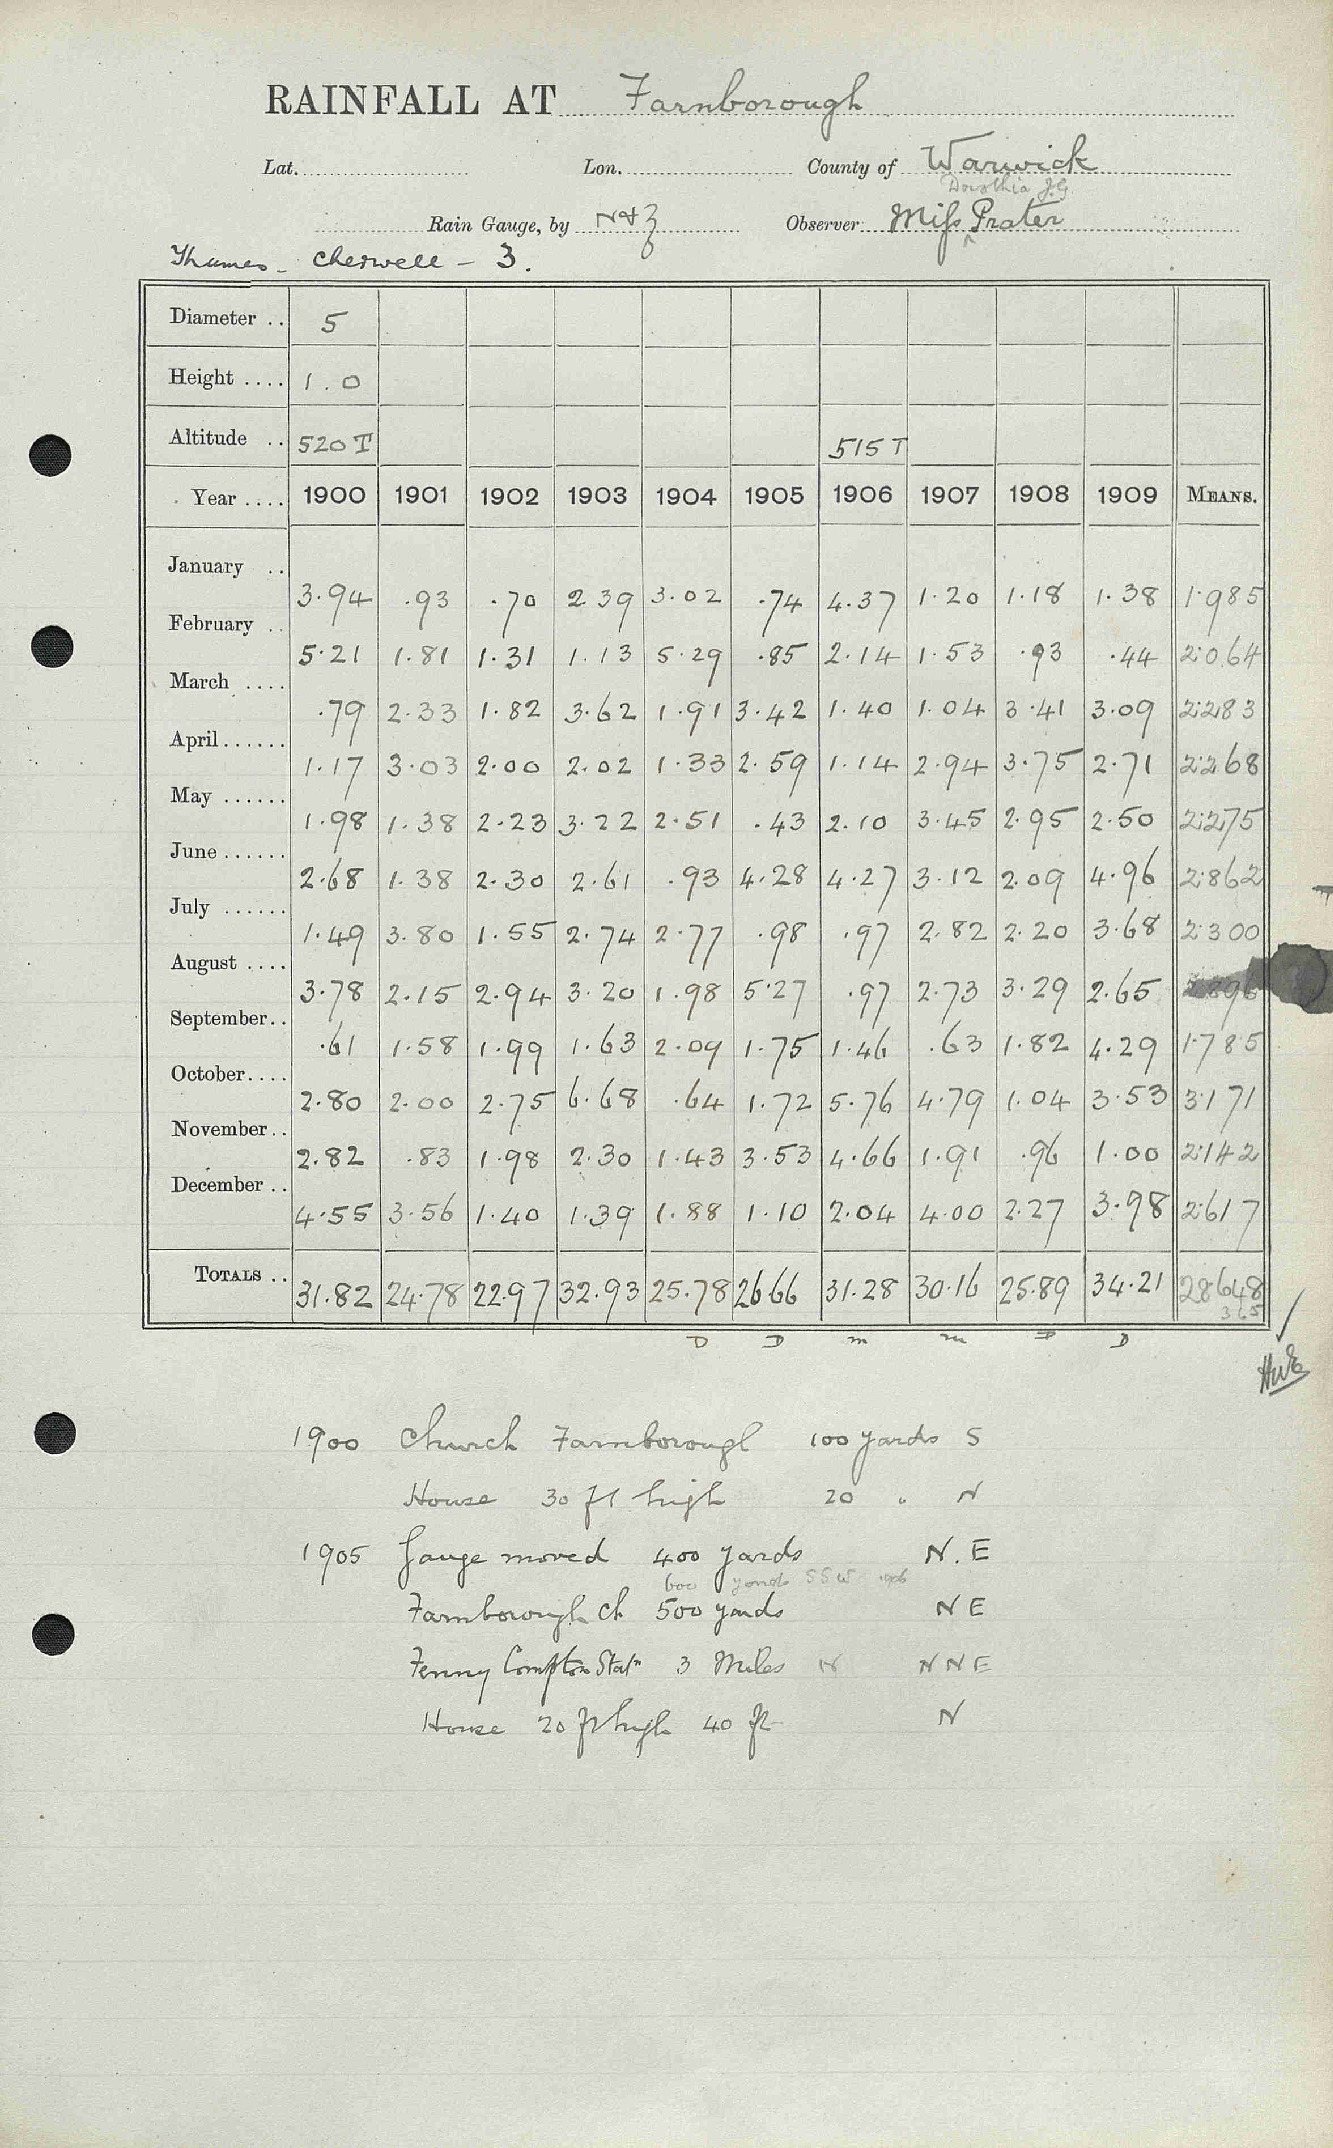 RAINFALL AT Farnborough
Lat. Lon. County of Warwick
Dorothia J.G
Rain Gauge, by N&Z Observer Miss Prater
Thames - Cherwell - 3.
Diameter .. 5
Height .... 1.0
Altitude .. 520 T 515 T
Year .... 1900 1901 1902 1903 1904 1905 1906 1907 1908 1909 MEANS.
January .. 3.94 .93 .70 2.39 3.02 .74 4.37 1.20 1.18 1.38 1.985
February .. 5.21 1.81 1.31 1.13 5.29 .85 2.14 1.53 .93 .44 2.064
March .... .79 2.33 1.82 3.62 1.91 3.42 1.40 1.04 3.41 3.09 2.283
April...... 1.17 3.03 2.00 2.02 1.33 2.59 1.14 2.94 3.75 2.71 2.268
May ...... 1.98 1.38 2.23 3.22 2.51 .43 2.10 3.45 2.95 2.50 2.275
June ...... 2.68 1.38 2.30 2.61 .93 4.28 4.27 3.12 2.09 4.96 2.862
July ...... 1.49 3.80 1.55 2.74 2.77 .98 .97 2.82 2.20 3.68 2.300
August .... 3.78 2.15 2.94 3.20 1.98 5.27 .97 2.73 3.29 2.65 2.896
September.. .61 1.58 1.99 1.63 2.09 1.75 1.46 .63 1.82 4.29 1.785
October.... 2.80 2.00 2.75 6.68 .64 1.72 5.76 4.79 1.04 3.53 3.171
November.. 2.82 .83 1.98 2.30 1.43 3.53 4.66 1.91 .96 1.00 2.142
December .. 4.55 3.56 1.40 1.39 1.88 1.10 2.04 4.00 2.27 3.98 2.617
TOTALS .. 31.82 24.78 22.97 32.93 25.78 26.66 31.28 30.16 25.89 34.21 28.648
365
D D m m D D
1900 Church Farnborough 100 yards S
House 30 ft high 20 " N
1905 Gauge moved 400 yards N.E
600 yards SSW 1906
Farnborough Ch 500 yards NE
Fenny Compton Statn 3 Miles N NNE
House 20 ft high 40 ft N